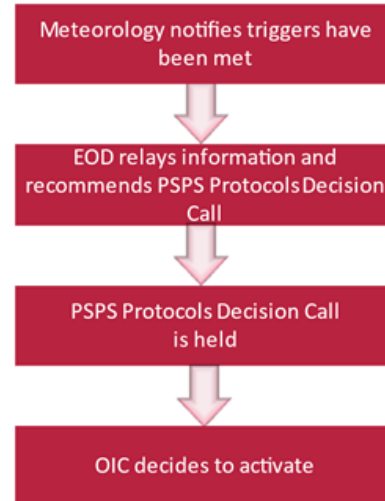 Meteorology notifies triggers have
been met
EOD relays information and
recommends PSPS Protocols Decision
Call
PSPS Protocols Decision Call
is held
OIC decides to activate